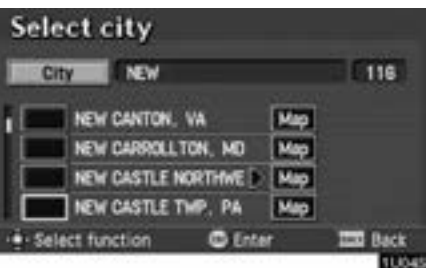 Select city
City NEW 116
NEW CANTON, VA Map
NEW CARROLLTON, MD Map
NEW CASTLE NORTHWE Map
NEW CASTLE TWP, PA Map
Select function Enter Back
1U04S